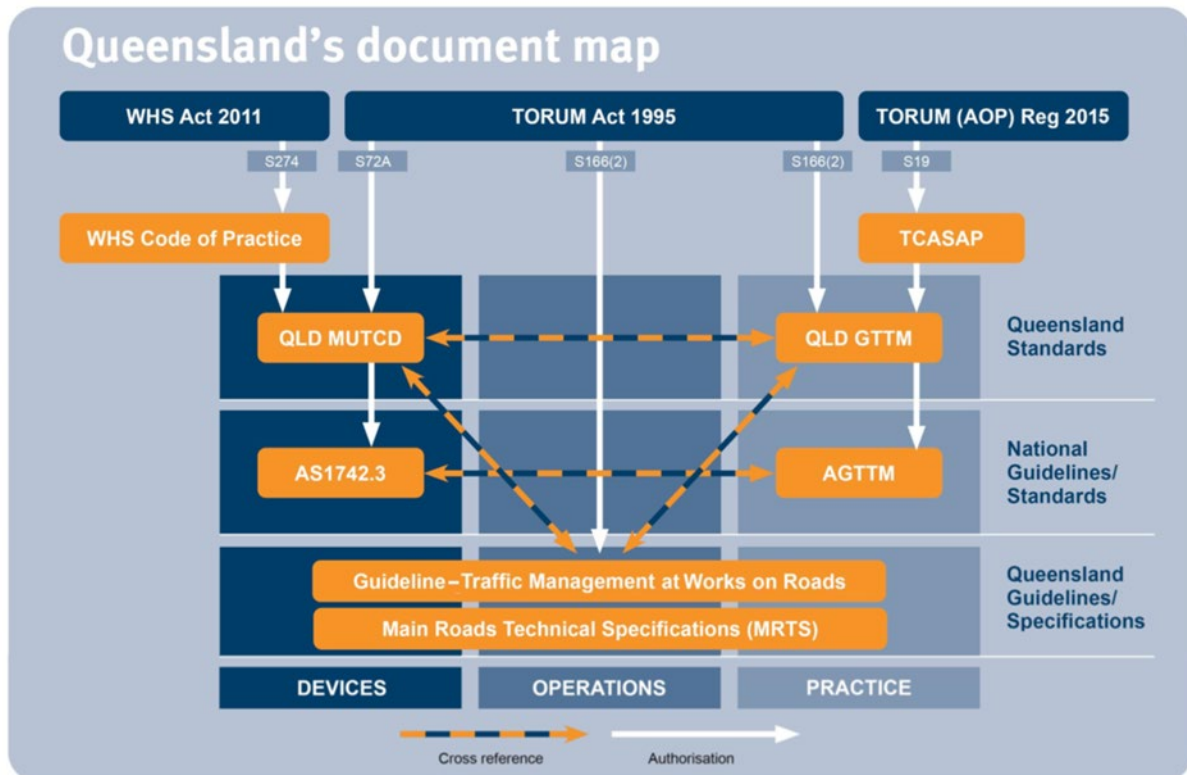 Queensland's document map
WHS Act 2011
TORUM Act 1995
TORUM (AOP) Reg 2015
S274
S72A
S166(2)
S166(2)
S19
WHS Code of Practice
TCASAP
QLD MUTCD
QLD GTTM
Queensland
Standards
AS1742.3
AGTTM
National
Guidelines/
Standards
Guideline–Traffic Management at Works on Roads
Main Roads Technical Specifications (MRTS)
Queensland
Guidelines/
Specifications
DEVICES
OPERATIONS
PRACTICE
Cross reference
Authorisation